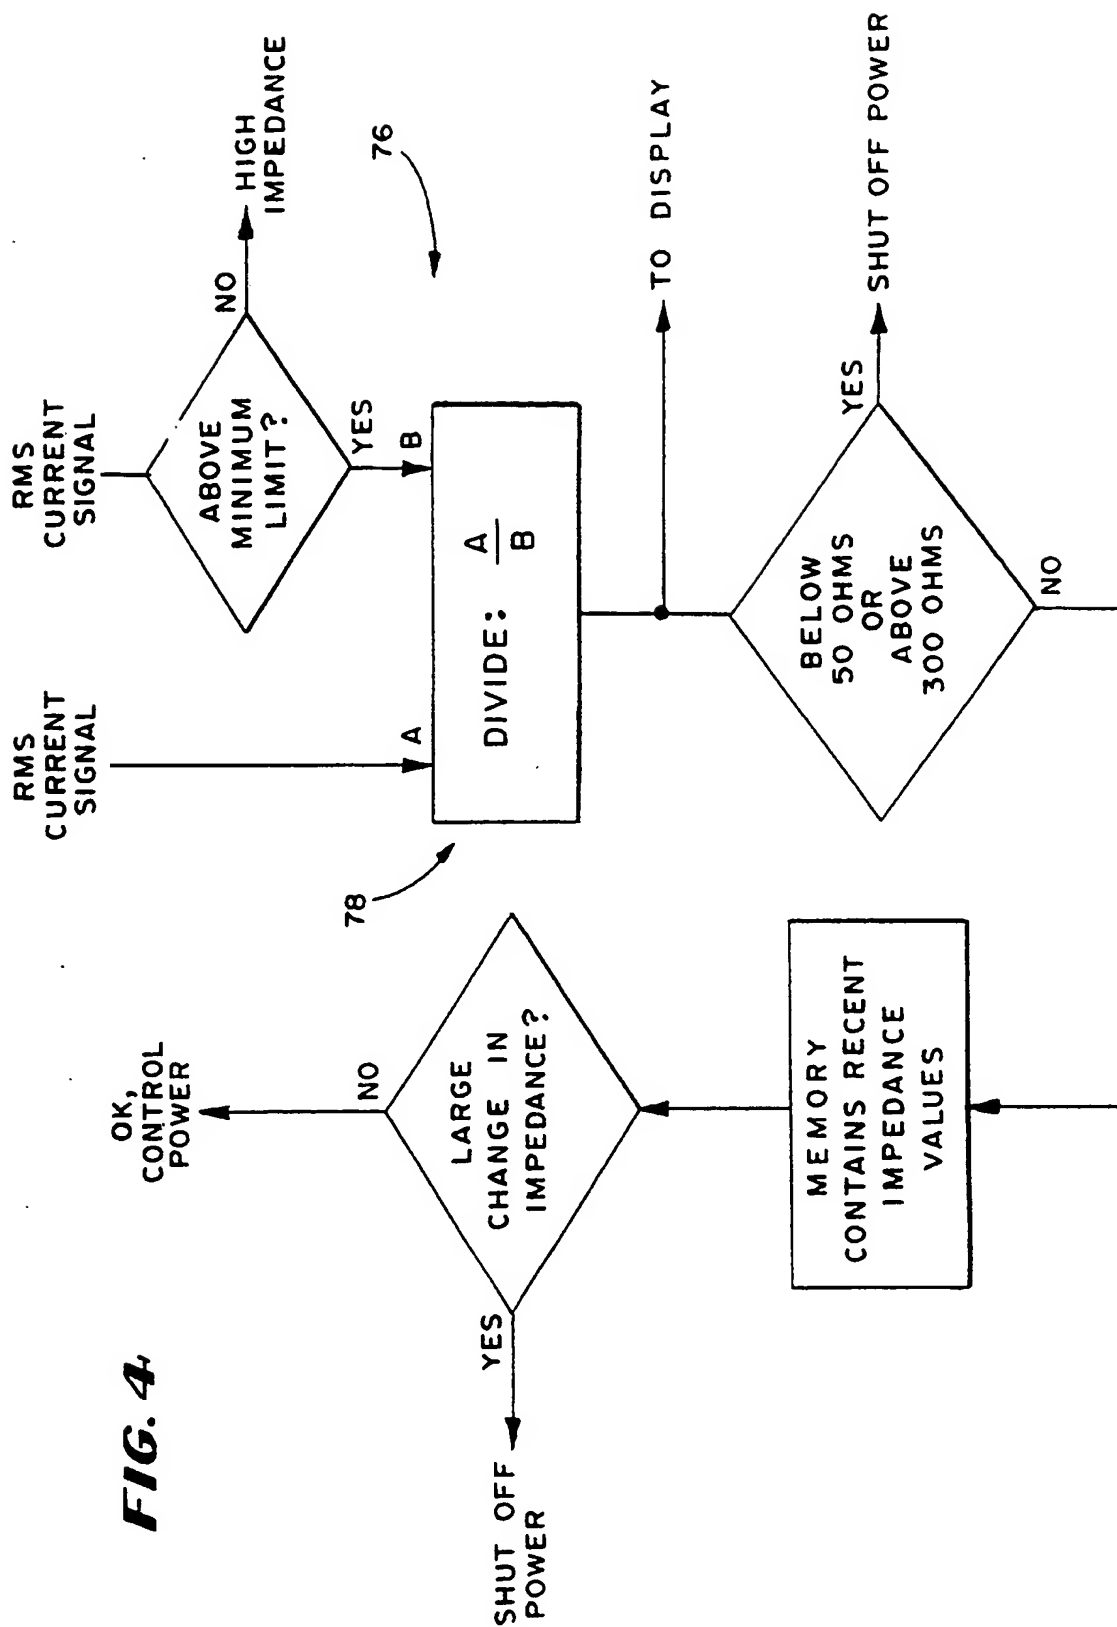 FIG. 4
RMS
CURRENT
SIGNAL
RMS
CURRENT
SIGNAL
ABOVE
MINIMUM
LIMIT?
NO
HIGH
IMPEDANCE
YES
A
B
76
78
DIVIDE: A
B
TO DISPLAY
BELOW
50 OHMS
OR
ABOVE
300 OHMS
YES
SHUT OFF POWER
NO
MEMORY
CONTAINS RECENT
IMPEDANCE
VALUES
LARGE
CHANGE IN
IMPEDANCE?
YES
SHUT OFF
POWER
NO
OK,
CONTROL
POWER